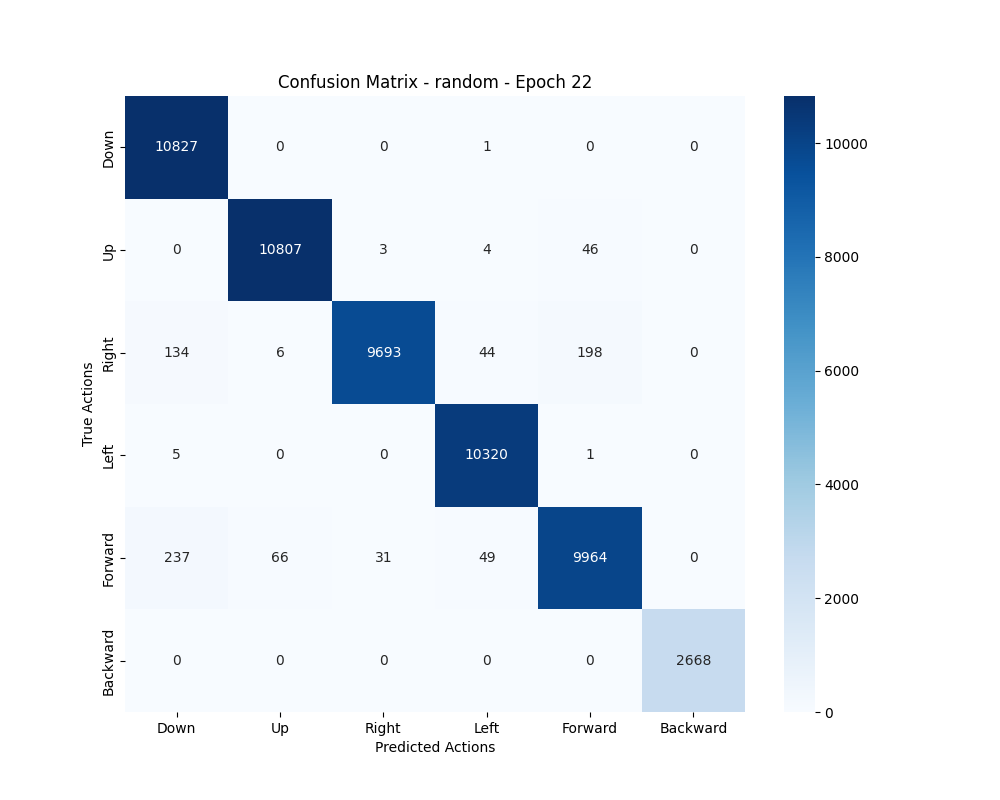 Confusion Matrix - random - Epoch 22
True Actions
Down 10827 0 0 1 0 0
Up 0 10807 3 4 46 0
Right 134 6 9693 44 198 0
Left 5 0 0 10320 1 0
Forward 237 66 31 49 9964 0
Backward 0 0 0 0 0 2668
Down Up Right Left Forward Backward
Predicted Actions
10000
8000
6000
4000
2000
0